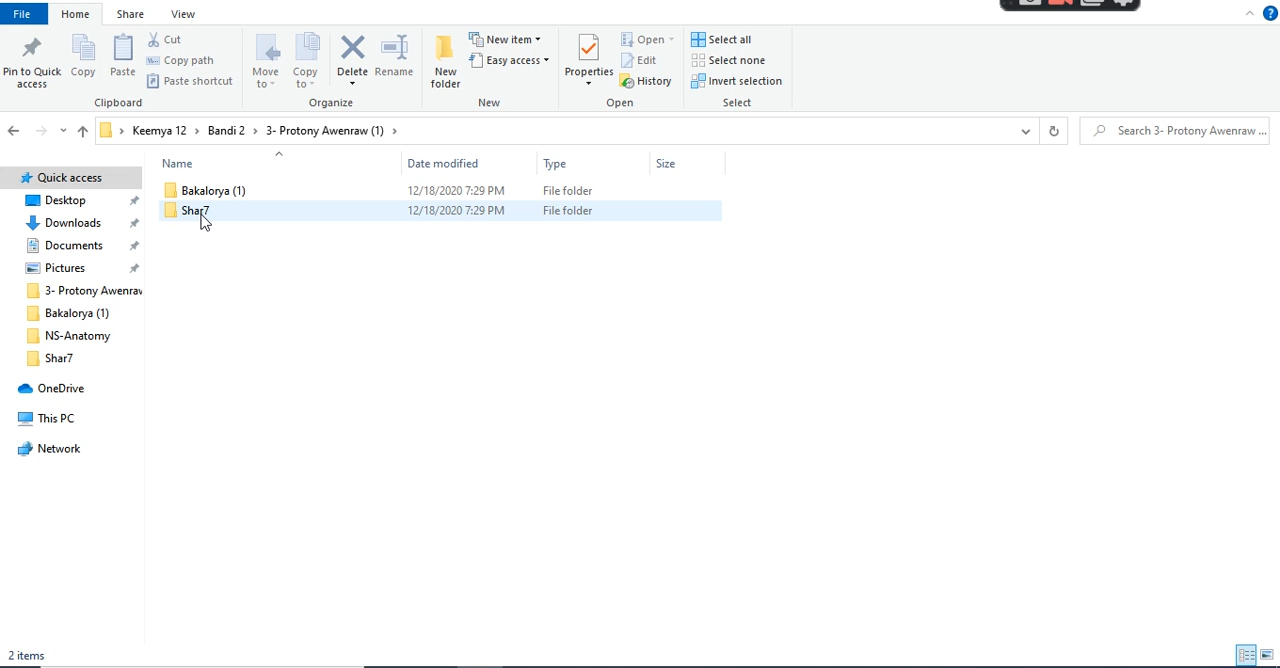 File Home Share View
Pin to Quick access
Copy
Paste
Cut
Copy path
Paste shortcut
Clipboard
Move to
Copy to
Delete
Rename
Organize
New folder
New item
Easy access
New
Properties
Open
Edit
History
Open
Select all
Select none
Invert selection
Select
Keemya 12 Bandi 2 3- Protony Awenraw (1)
Search 3- Protony Awenraw ...
Name Date modified Type Size
Bakalorya (1) 12/18/2020 7:29 PM File folder
Shar7 12/18/2020 7:29 PM File folder
Quick access
Desktop
Downloads
Documents
Pictures
3- Protony Awenraw
Bakalorya (1)
NS-Anatomy
Shar7
OneDrive
This PC
Network
2 items